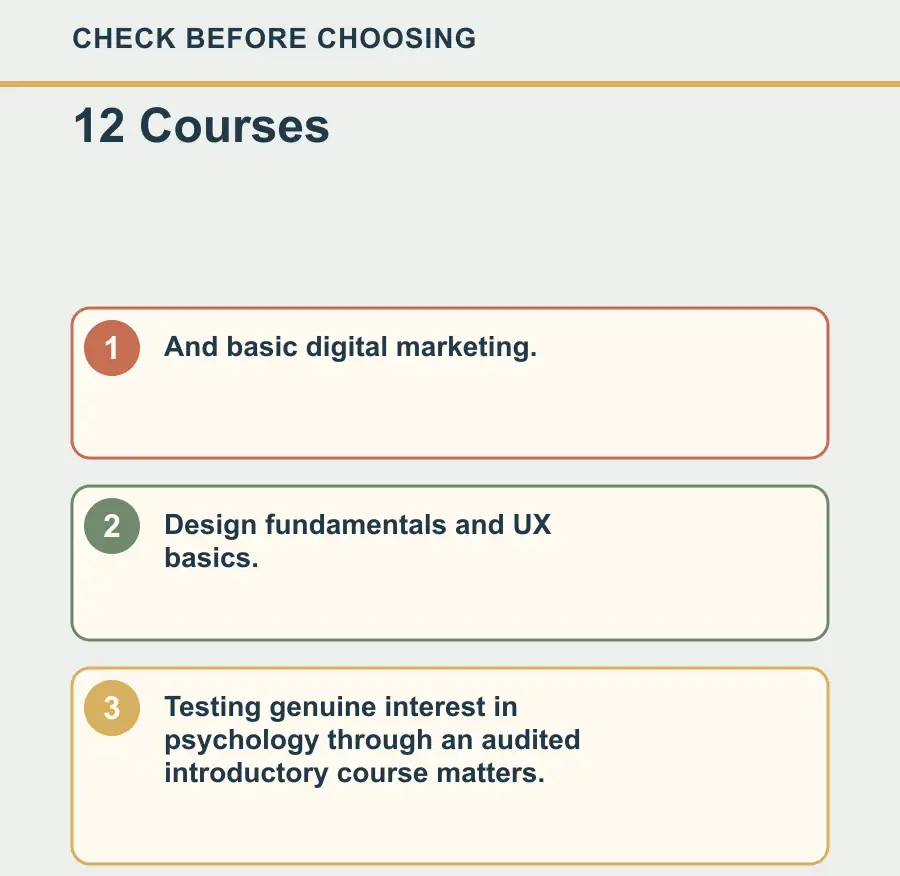 CHECK BEFORE CHOOSING
12 Courses
1
And basic digital marketing.
2
Design fundamentals and UX
basics.
3
Testing genuine interest in
psychology through an audited
introductory course matters.